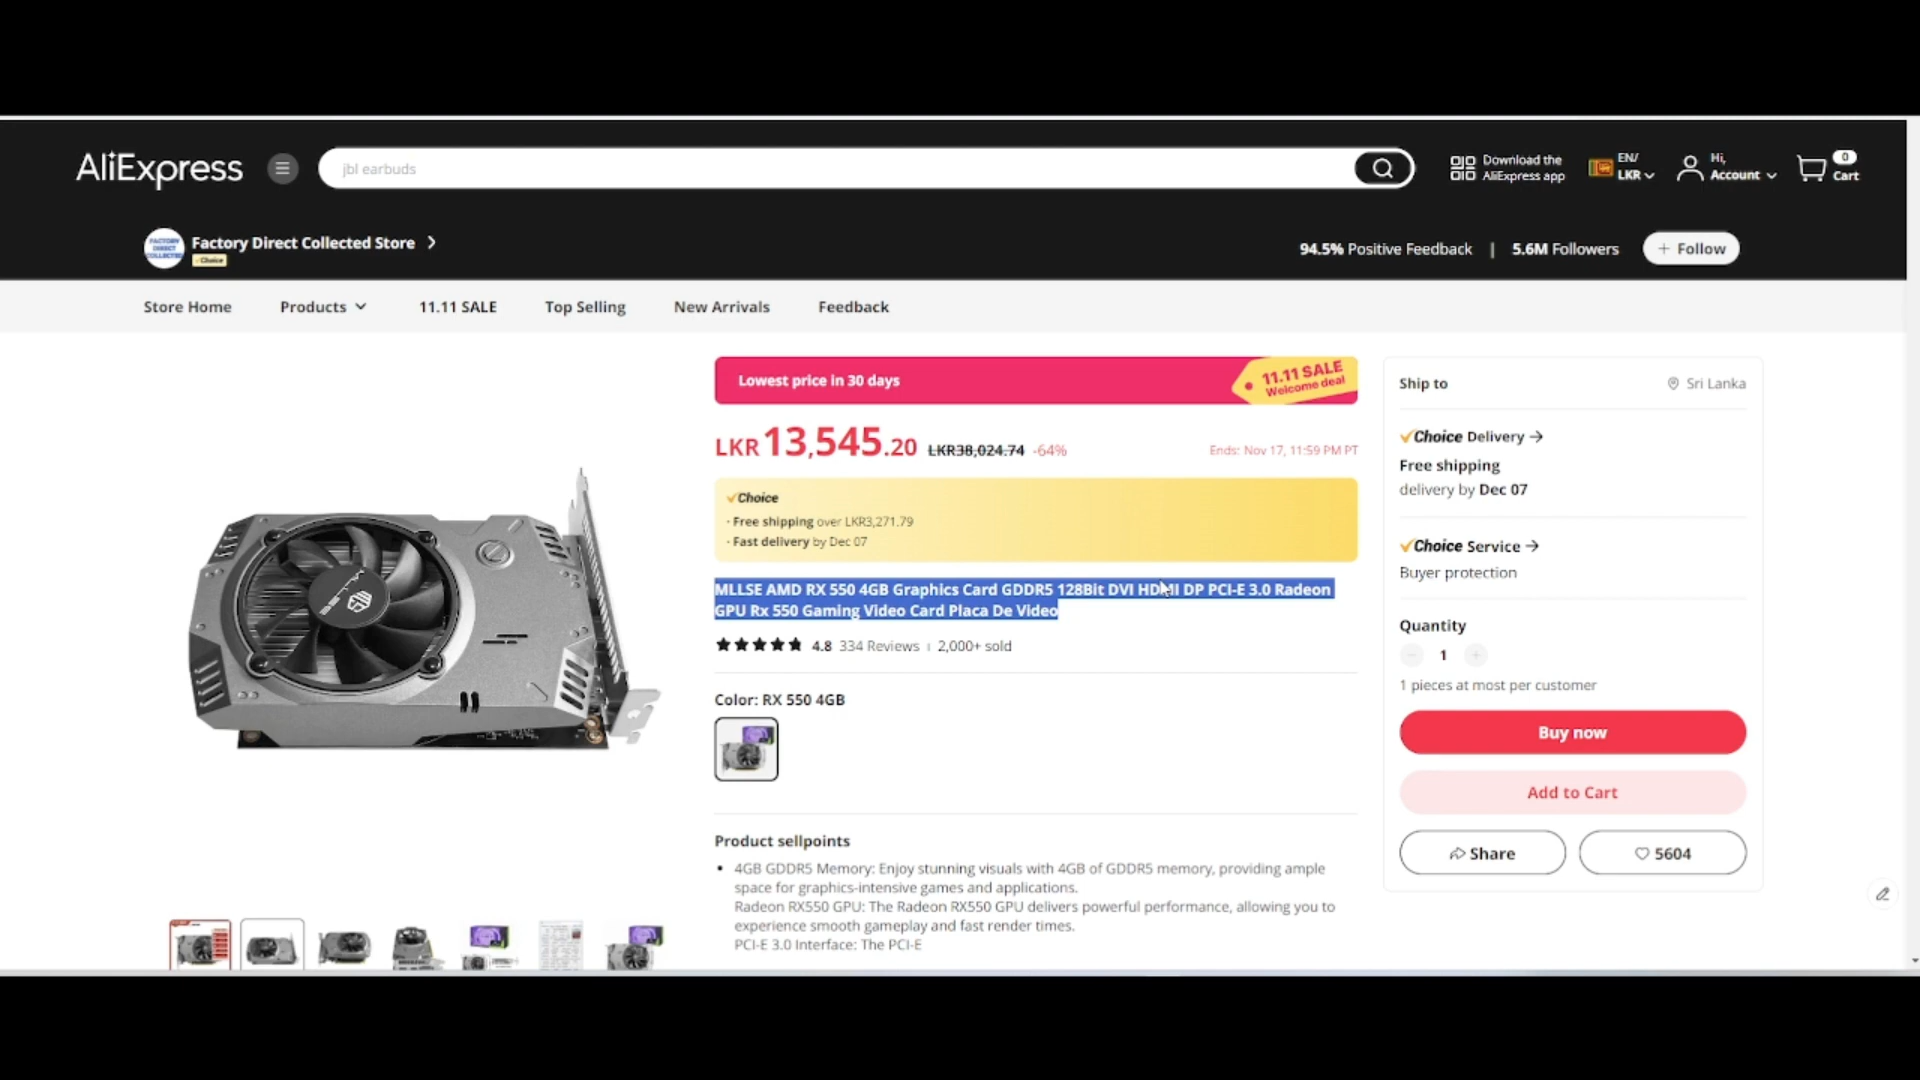 AliExpress
jbl earbuds
Download the
AliExpress app
EN/
LKR
Hi,
Account
0
Cart
FACTORY
DIRECT
COLLECTED
Factory Direct Collected Store
Choice
94.5% Positive Feedback | 5.6M Followers
+ Follow
Store Home
Products
11.11 SALE
Top Selling
New Arrivals
Feedback
Lowest price in 30 days
11.11 SALE
Welcome deal
LKR13,545.20 LKR38,024.74 -64%
Ends: Nov 17, 11:59 PM PT
Choice
· Free shipping over LKR3,271.79
· Fast delivery by Dec 07
MLLSE AMD RX 550 4GB Graphics Card GDDR5 128Bit DVI HDMI DP PCI-E 3.0 Radeon
GPU Rx 550 Gaming Video Card Placa De Video
4.8 334 Reviews | 2,000+ sold
Color: RX 550 4GB
Product sellpoints
• 4GB GDDR5 Memory: Enjoy stunning visuals with 4GB of GDDR5 memory, providing ample
space for graphics-intensive games and applications.
Radeon RX550 GPU: The Radeon RX550 GPU delivers powerful performance, allowing you to
experience smooth gameplay and fast render times.
PCI-E 3.0 Interface: The PCI-E
Ship to
Sri Lanka
Choice Delivery
Free shipping
delivery by Dec 07
Choice Service
Buyer protection
Quantity
1
1 pieces at most per customer
Buy now
Add to Cart
Share
5604